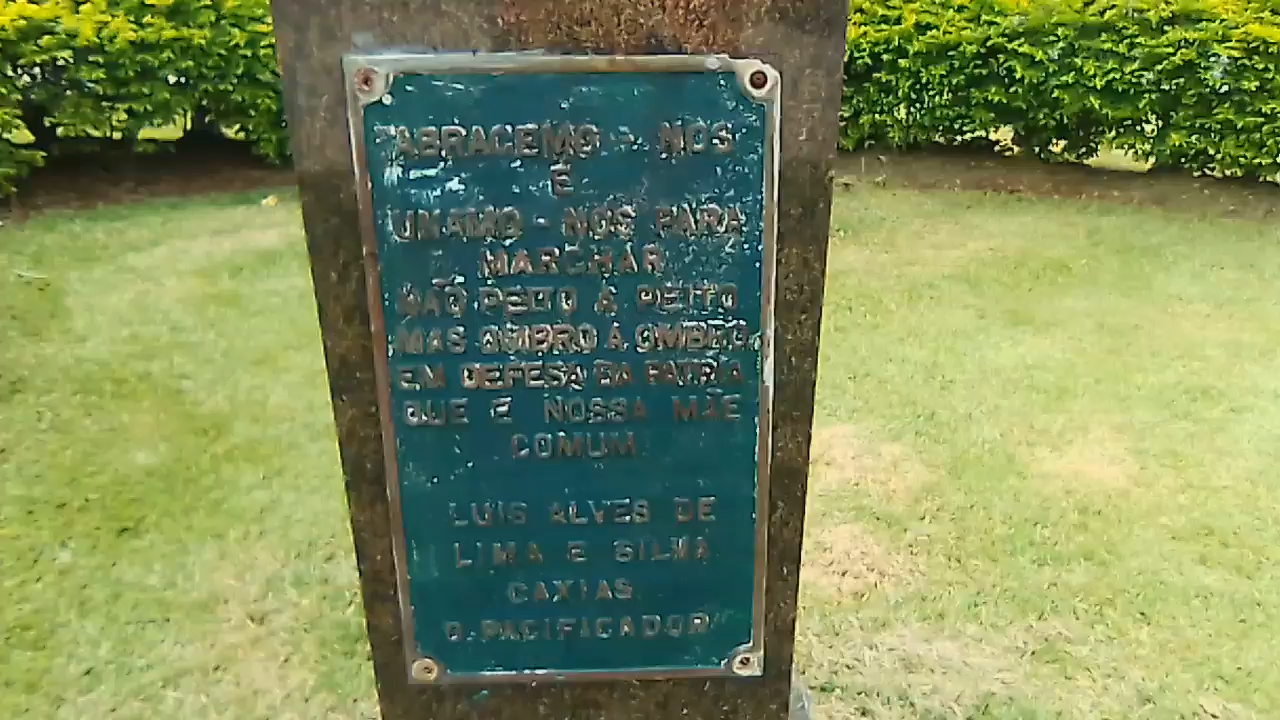 "ABRACEMO - NOS
E
UNAMO - NOS PARA
MARCHAR
NÃO PEITO A PEITO
MAS OMBRO A OMBRO
EM DEFESA DA PATRIA
QUE É NOSSA MÃE
COMUM.
LUIS ALVES DE
LIMA E SILVA
CAXIAS
O PACIFICADOR"